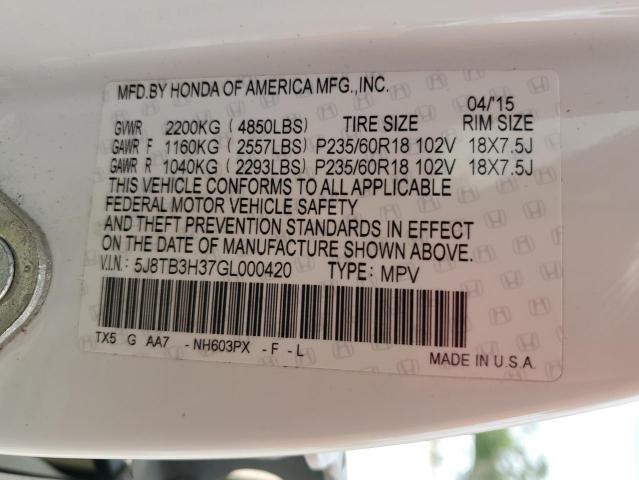 MFD.BY HONDA OF AMERICA MFG.,INC.
04/'15
GVWR 2200KG (4850LBS) TIRE SIZE RIM SIZE
GAWR F 1160KG (2557LBS) P235/60R18 102V 18X7.5J
GAWR R 1040KG (2293LBS) P235/60R18 102V 18X7.5J
THIS VEHICLE CONFORMS TO ALL APPLICABLE
FEDERAL MOTOR VEHICLE SAFETY
AND THEFT PREVENTION STANDARDS IN EFFECT
ON THE DATE OF MANUFACTURE SHOWN ABOVE.
V.I.N.: 5J8TB3H37GL000420 TYPE: MPV
TX5 G AA7 -NH603PX -F -L
MADE IN U.S.A.